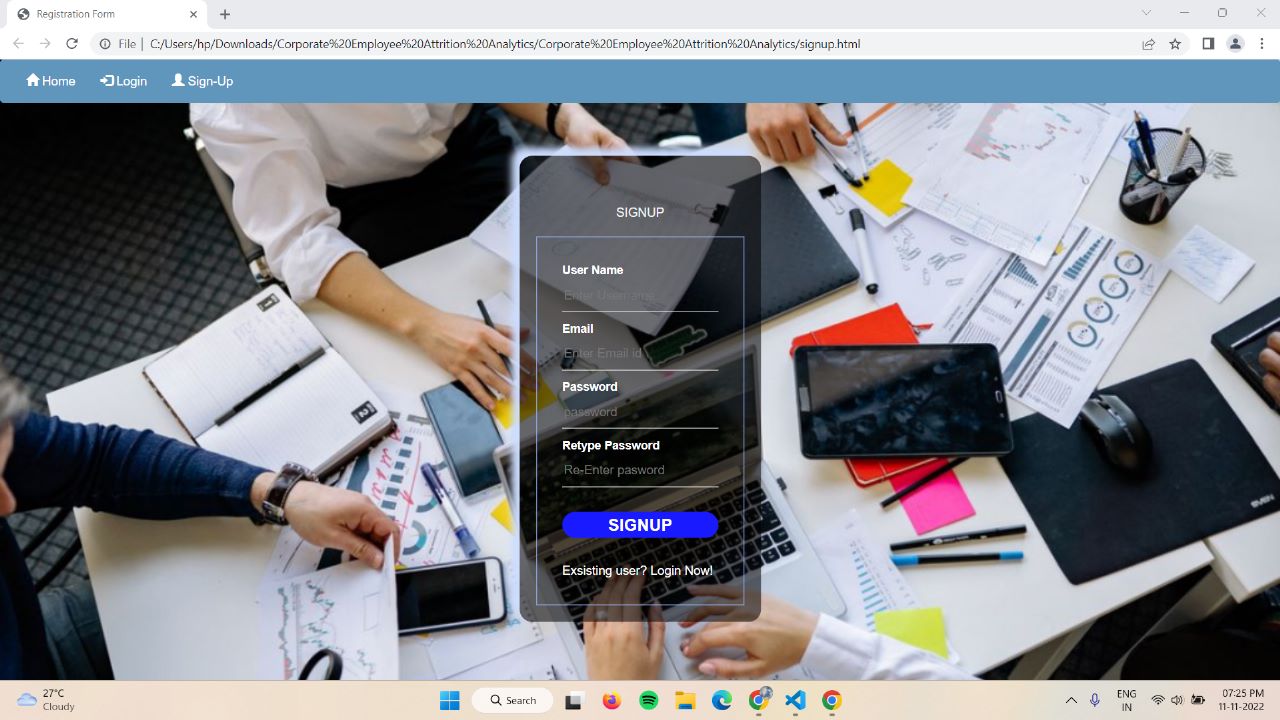 Registration Form
File | C:/Users/hp/Downloads/Corporate%20Employee%20Attrition%20Analytics/Corporate%20Employee%20Attrition%20Analytics/signup.html
Home Login Sign-Up
SIGNUP
User Name
Enter Username
Email
Enter Email id
Password
password
Retype Password
Re-Enter pasword
SIGNUP
Exsisting user? Login Now!
27°C
Cloudy
Search
ENG
IN
07:25 PM
11-11-2022